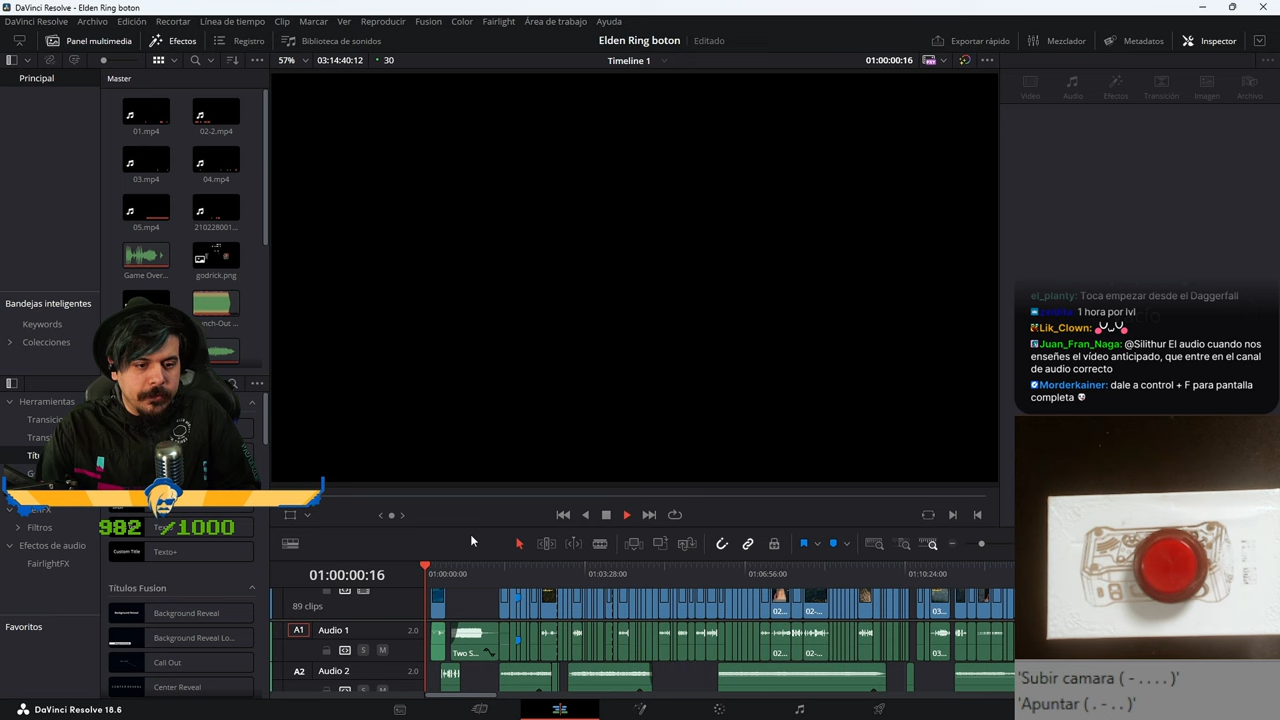 DaVinci Resolve - Elden Ring boton
DaVinci Resolve Archivo Edición Recortar Línea de tiempo Clip Marcar Ver Reproducir Fusion Color Fairlight Área de trabajo Ayuda
Panel multimedia Efectos Registro Biblioteca de sonidos Elden Ring boton Editado Exportar rápido Mezclador Metadatos Inspector
57% 03:14:40:12 30 Timeline 1 01:00:00:16
Principal Master
Vídeo Audio Efectos Transición Imagen Archivo
01.mp4 02-2.mp4
03.mp4 04.mp4
05.mp4 210228001...
Game Over... godrick.png
Bandejas inteligentes
Keywords
Colecciones
el_planty: Toca empezar desde el Daggerfall
1 hora por lvl
Lik_Clown:
Juan_Fran_Naga: @Silithur El audio cuando nos
enseñes el vídeo anticipado, que entre en el canal
de audio correcto
Morderkainer: dale a control + F para pantalla
completa
Herramientas
982 /1000
Filtros
Efectos de audio
Custom Title Texto+
FairlightFX
Títulos Fusion
Background Reveal
Favoritos
Background Reveal Lo...
Call Out
Center Reveal
01:00:00:16
01:00:00:00 01:03:28:00 01:06:56:00 01:10:24:00
89 clips 02... 02-... 03...
A1 Audio 1 2.0
S M Two S... 02... 02-... 03...
A2 Audio 2 2.0
S M
'Subir camara ( - . . . . )'
'Apuntar ( . - . . )'
DaVinci Resolve 18.6